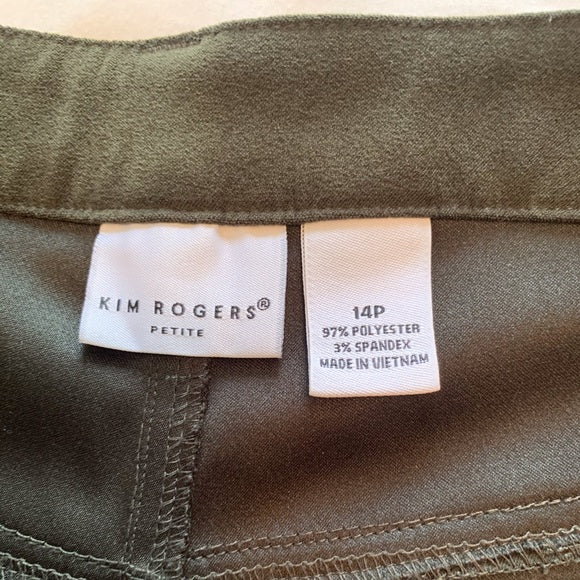 KIM ROGERS®
PETITE
14P
97% POLYESTER
3% SPANDEX
MADE IN VIETNAM